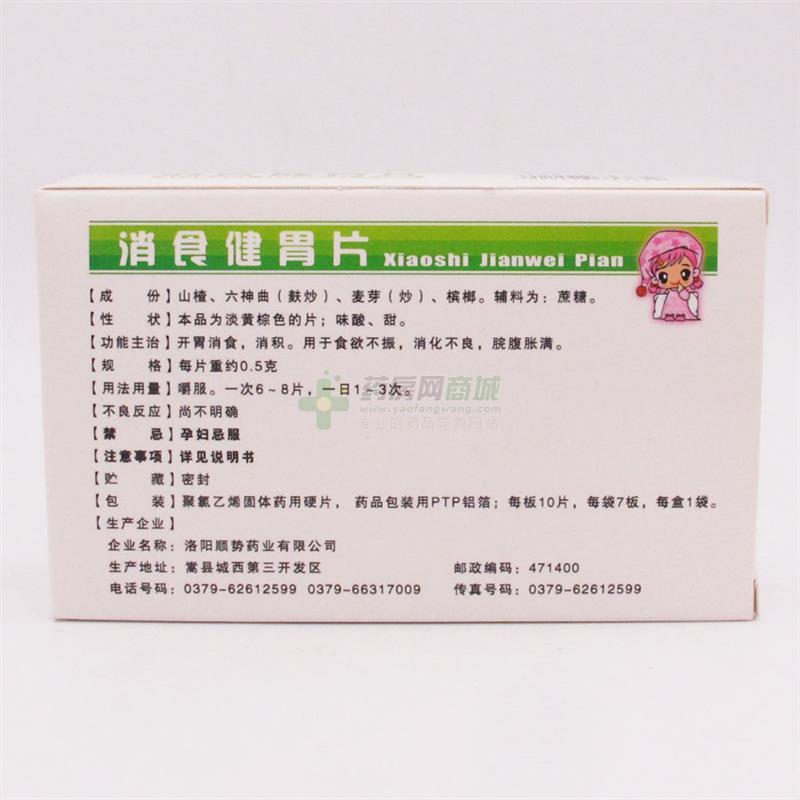 消食健胃片 Xiaoshi Jianwei Pian
【成 份】山楂、六神曲（麸炒）、麦芽（炒）、槟榔。辅料为：蔗糖。
【性 状】本品为淡黄棕色的片；味酸、甜。
【功能主治】开胃消食，消积。用于食欲不振，消化不良，脘腹胀满。
【规 格】每片重约0.5克
【用法用量】嚼服。一次6~8片，一日1~3次。
药房网商城
www.yaofangwang.com
专业的药品导购网站
【不良反应】尚不明确
【禁 忌】孕妇忌服
【注意事项】详见说明书
【贮 藏】密封
【包 装】聚氯乙烯固体药用硬片，药品包装用PTP铝箔；每板10片，每袋7板，每盒1袋。
【生产企业】
企业名称：洛阳顺势药业有限公司
生产地址：嵩县城西第三开发区 邮政编码：471400
电话号码：0379-62612599 0379-66317009 传真号码：0379-62612599